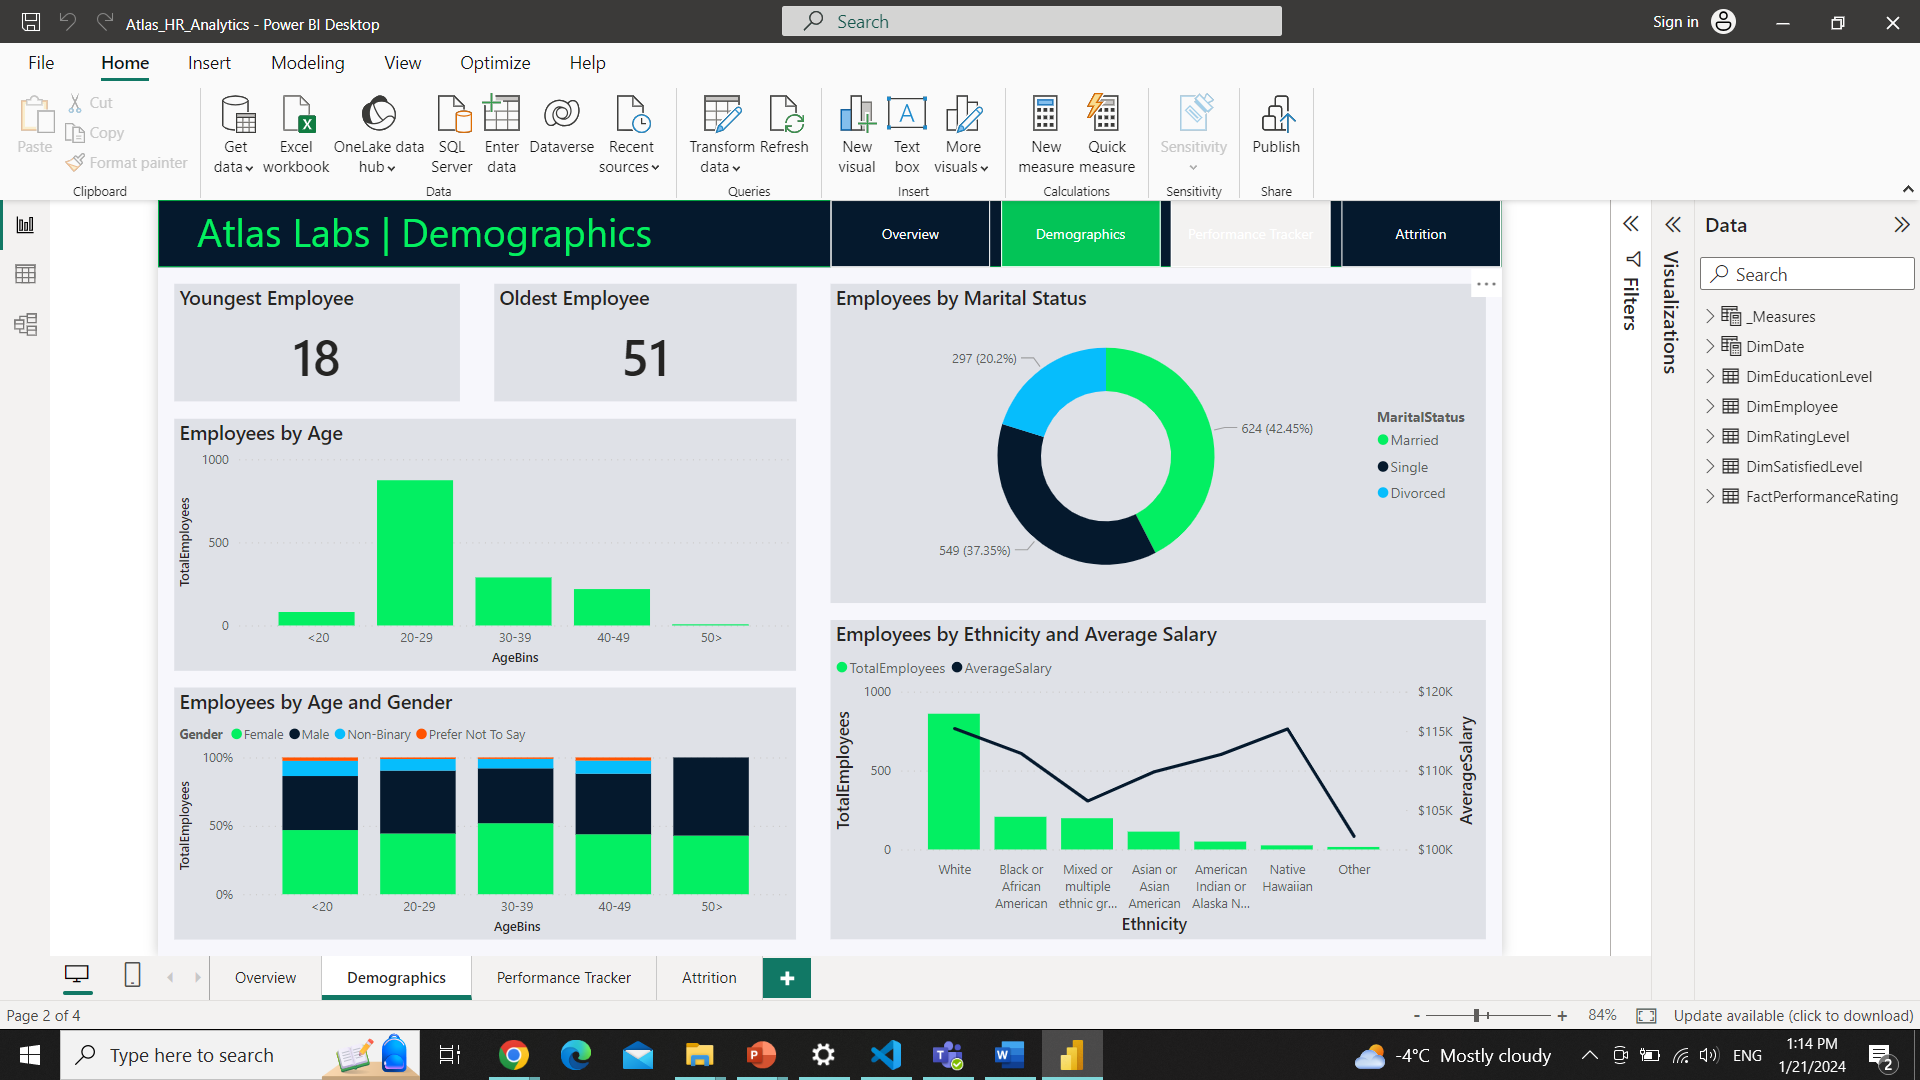 Atlas_HR_Analytics - Power BI Desktop
Search
Sign in
File
Home
Insert
Modeling
View
Optimize
Help
Paste
Cut
Copy
Format painter
Clipboard
Get
data
Excel
workbook
OneLake data
hub
SQL
Server
Enter
data
Dataverse
Recent
sources
Data
Transform
data
Refresh
Queries
New
visual
Text
box
More
visuals
Insert
New
measure
Quick
measure
Calculations
Sensitivity
Sensitivity
Publish
Share
Atlas Labs | Demographics
Overview
Demographics
Performance Tracker
Attrition
Youngest Employee
18
Oldest Employee
51
Employees by Age
1000
500
0
TotalEmployees
<20
20-29
30-39
40-49
50>
AgeBins
Employees by Age and Gender
Gender
Female
Male
Non-Binary
Prefer Not To Say
100%
50%
0%
TotalEmployees
<20
20-29
30-39
40-49
50>
AgeBins
Employees by Marital Status
297 (20.2%)
624 (42.45%)
549 (37.35%)
MaritalStatus
Married
Single
Divorced
Employees by Ethnicity and Average Salary
TotalEmployees
AverageSalary
1000
500
0
TotalEmployees
$120K
$115K
$110K
$105K
$100K
AverageSalary
White
Black or
African
American
Mixed or
multiple
ethnic gr...
Asian or
Asian
American
American
Indian or
Alaska N...
Native
Hawaiian
Other
Ethnicity
Filters
Visualizations
Data
Search
_Measures
DimDate
DimEducationLevel
DimEmployee
DimRatingLevel
DimSatisfiedLevel
FactPerformanceRating
Overview
Demographics
Performance Tracker
Attrition
Page 2 of 4
84%
Update available (click to download)
Type here to search
-4°C Mostly cloudy
ENG
1:14 PM
1/21/2024
2